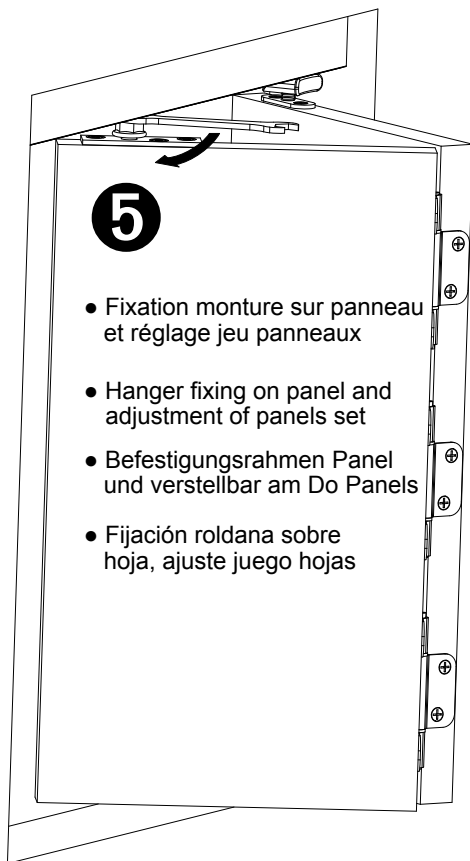 5
● Fixation monture sur panneau
et réglage jeu panneaux
● Hanger fixing on panel and
adjustment of panels set
● Befestigungsrahmen Panel
und verstellbar am Do Panels
● Fijación roldana sobre
hoja, ajuste juego hojas